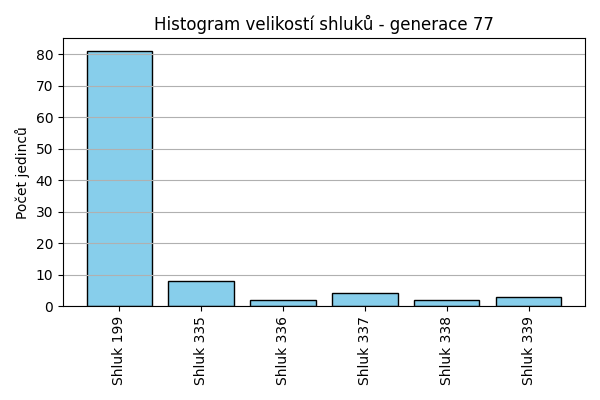 Histogram velikostí shluků - generace 77
Počet jedinců
80
70
60
50
40
30
20
10
0
Shluk 199
Shluk 335
Shluk 336
Shluk 337
Shluk 338
Shluk 339